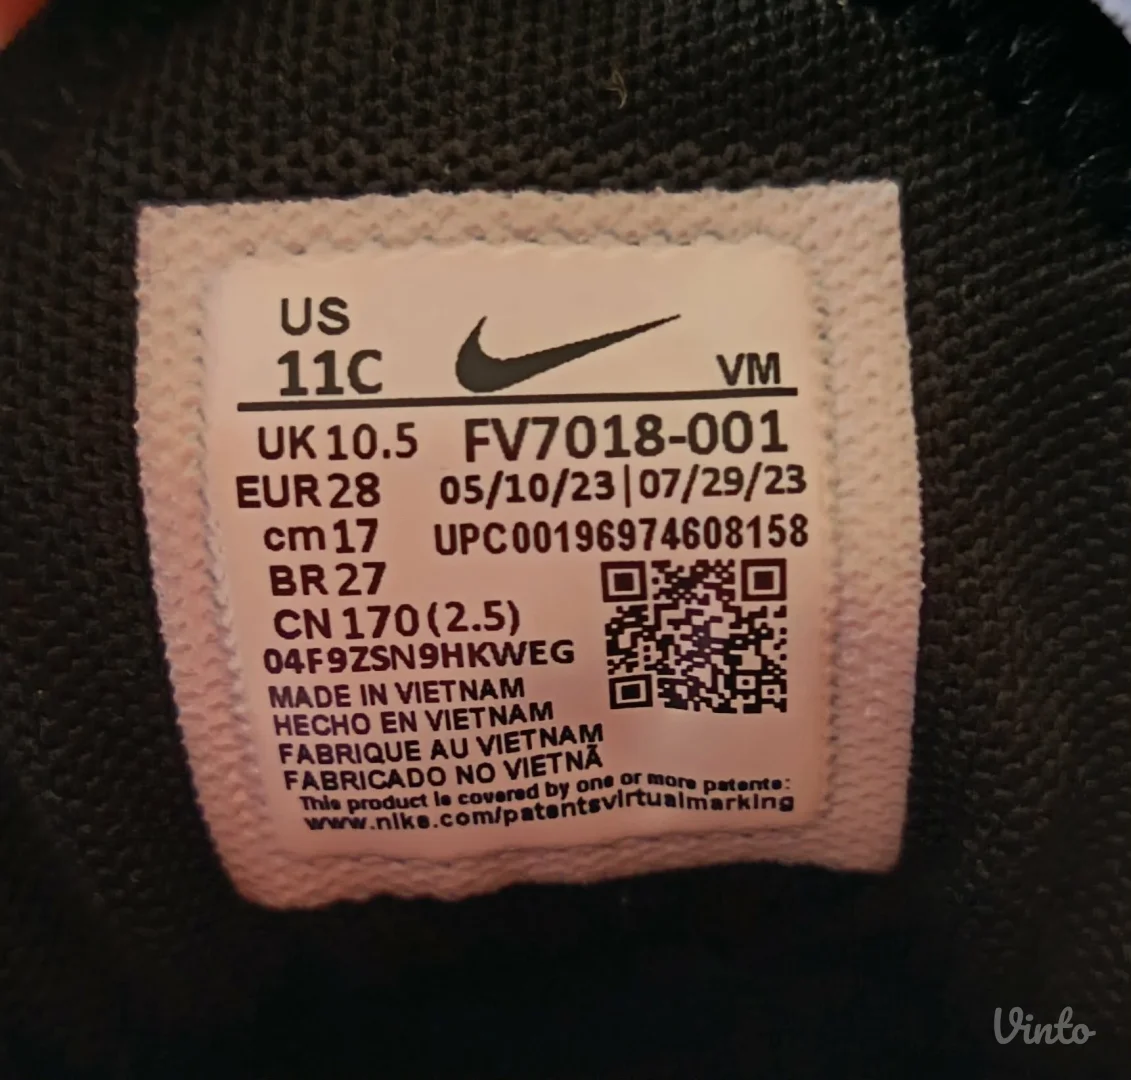 US
11C
VM
UK 10.5 FV7018-001
EUR 28 05/10/23 | 07/29/23
cm 17 UPC00196974608158
BR 27
CN 170 (2.5)
04F9ZSN9HKWEG
MADE IN VIETNAM
HECHO EN VIETNAM
FABRIQUE AU VIETNAM
FABRICADO NO VIETNÃ
This product is covered by one or more patents:
www.nike.com/patentsvirtualmarking
Vinto